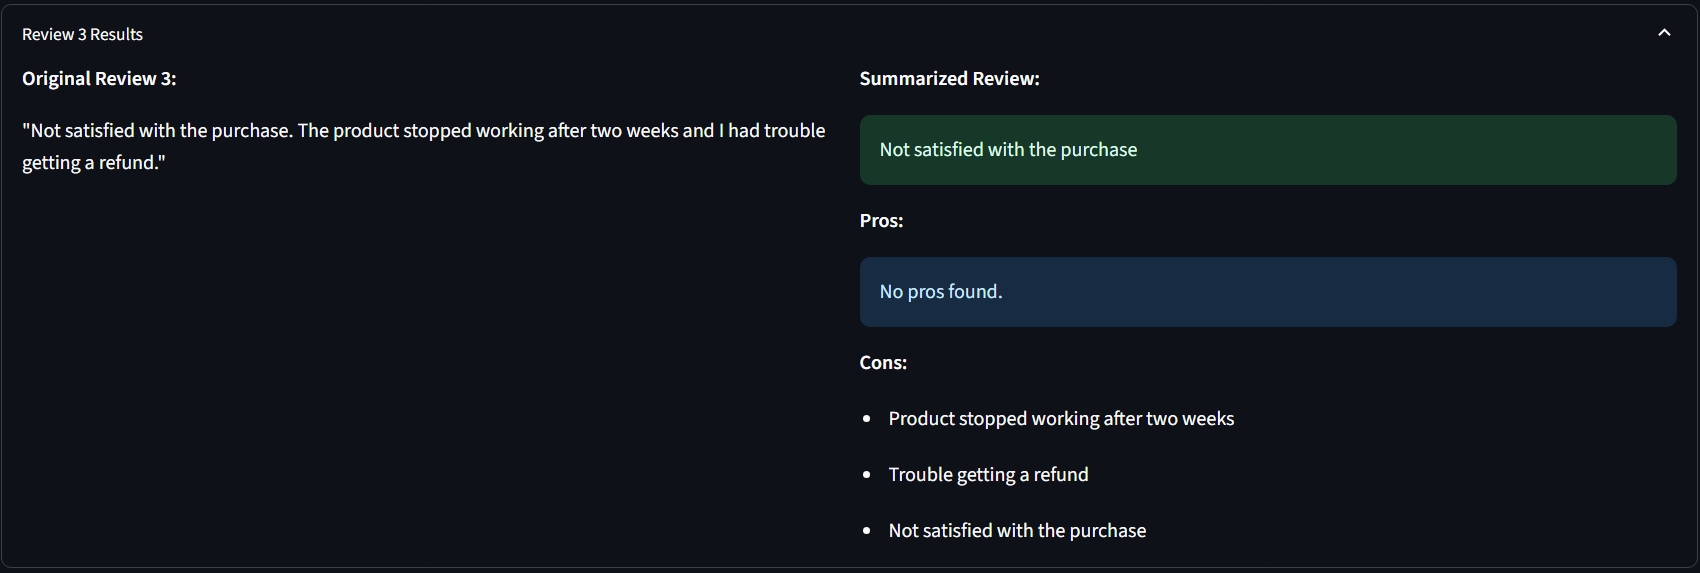 Review 3 Results
Original Review 3:
"Not satisfied with the purchase. The product stopped working after two weeks and I had trouble
getting a refund."
Summarized Review:
Not satisfied with the purchase
Pros:
No pros found.
Cons:
Product stopped working after two weeks
Trouble getting a refund
Not satisfied with the purchase